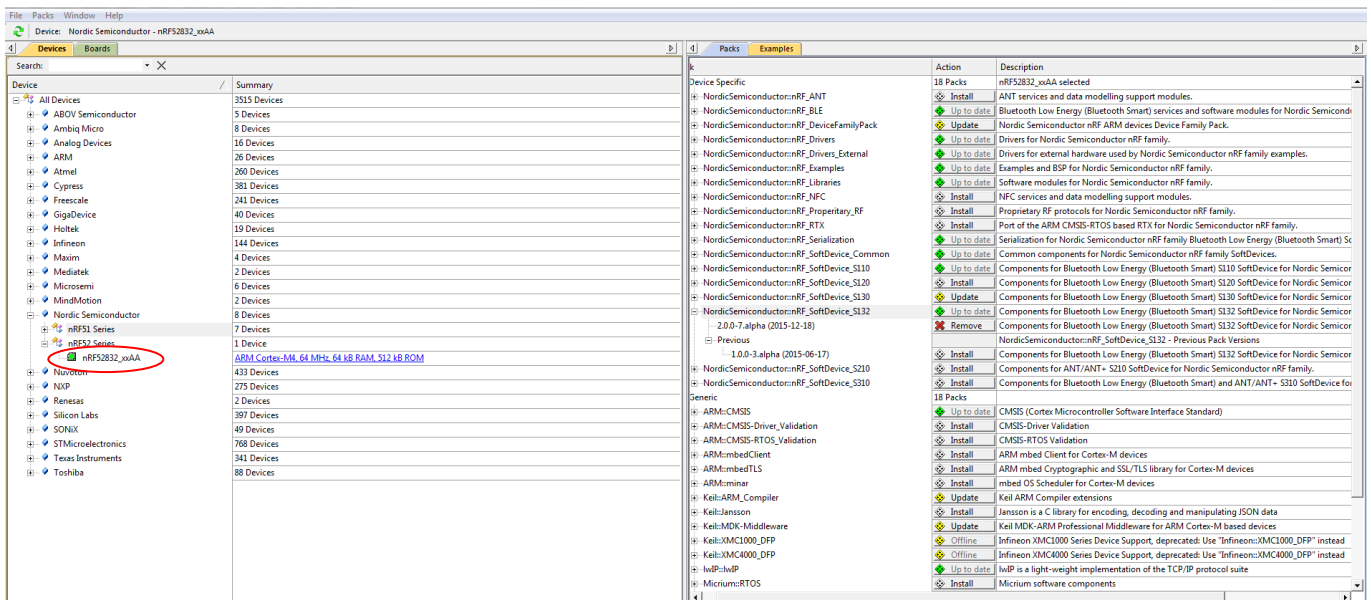 File Packs Window Help
Device: Nordic Semiconductor - nRF52832_xxAA
Devices Boards
Search:
Device / Summary
All Devices 3515 Devices
ABOV Semiconductor 5 Devices
Ambiq Micro 8 Devices
Analog Devices 16 Devices
ARM 26 Devices
Atmel 260 Devices
Cypress 381 Devices
Freescale 241 Devices
GigaDevice 40 Devices
Holtek 19 Devices
Infineon 144 Devices
Maxim 4 Devices
Mediatek 2 Devices
Microsemi 6 Devices
MindMotion 2 Devices
Nordic Semiconductor 8 Devices
nRF51 Series 7 Devices
nRF52 Series 1 Device
nRF52832_xxAA ARM Cortex-M4, 64 MHz, 64 kB RAM, 512 kB ROM
Nuvoton 433 Devices
NXP 275 Devices
Renesas 2 Devices
Silicon Labs 397 Devices
SONiX 49 Devices
STMicroelectronics 768 Devices
Texas Instruments 341 Devices
Toshiba 88 Devices
Packs Examples
k Action Description
Device Specific 18 Packs nRF52832_xxAA selected
NordicSemiconductor::nRF_ANT Install ANT services and data modelling support modules.
NordicSemiconductor::nRF_BLE Up to date Bluetooth Low Energy (Bluetooth Smart) services and software modules for Nordic Semicond
NordicSemiconductor::nRF_DeviceFamilyPack Update Nordic Semiconductor nRF ARM devices Device Family Pack.
NordicSemiconductor::nRF_Drivers Up to date Drivers for Nordic Semiconductor nRF family.
NordicSemiconductor::nRF_Drivers_External Up to date Drivers for external hardware used by Nordic Semiconductor nRF family examples.
NordicSemiconductor::nRF_Examples Up to date Examples and BSP for Nordic Semiconductor nRF family.
NordicSemiconductor::nRF_Libraries Up to date Software modules for Nordic Semiconductor nRF family.
NordicSemiconductor::nRF_NFC Install NFC services and data modelling support modules.
NordicSemiconductor::nRF_Properitary_RF Install Proprietary RF protocols for Nordic Semiconductor nRF family.
NordicSemiconductor::nRF_RTX Install Port of the ARM CMSIS-RTOS based RTX for Nordic Semiconductor nRF family.
NordicSemiconductor::nRF_Serialization Up to date Serialization for Nordic Semiconductor nRF family Bluetooth Low Energy (Bluetooth Smart) So
NordicSemiconductor::nRF_SoftDevice_Common Up to date Common components for Nordic Semiconductor nRF family SoftDevices.
NordicSemiconductor::nRF_SoftDevice_S110 Up to date Components for Bluetooth Low Energy (Bluetooth Smart) S110 SoftDevice for Nordic Semicor
NordicSemiconductor::nRF_SoftDevice_S120 Install Components for Bluetooth Low Energy (Bluetooth Smart) S120 SoftDevice for Nordic Semicor
NordicSemiconductor::nRF_SoftDevice_S130 Update Components for Bluetooth Low Energy (Bluetooth Smart) S130 SoftDevice for Nordic Semicor
NordicSemiconductor::nRF_SoftDevice_S132 Up to date Components for Bluetooth Low Energy (Bluetooth Smart) S132 SoftDevice for Nordic Semicor
2.0.0-7.alpha (2015-12-18) Remove Components for Bluetooth Low Energy (Bluetooth Smart) S132 SoftDevice for Nordic Semicor
Previous NordicSemiconductor::nRF_SoftDevice_S132 - Previous Pack Versions
1.0.0-3.alpha (2015-06-17) Install Components for Bluetooth Low Energy (Bluetooth Smart) S132 SoftDevice for Nordic Semicor
NordicSemiconductor::nRF_SoftDevice_S210 Install Components for ANT/ANT+ S210 SoftDevice for Nordic Semiconductor nRF family.
NordicSemiconductor::nRF_SoftDevice_S310 Install Components for Bluetooth Low Energy (Bluetooth Smart) and ANT/ANT+ S310 SoftDevice for
Generic 18 Packs
ARM::CMSIS Up to date CMSIS (Cortex Microcontroller Software Interface Standard)
ARM::CMSIS-Driver_Validation Install CMSIS-Driver Validation
ARM::CMSIS-RTOS_Validation Install CMSIS-RTOS Validation
ARM::mbedClient Install ARM mbed Client for Cortex-M devices
ARM::mbedTLS Install ARM mbed Cryptographic and SSL/TLS library for Cortex-M devices
ARM::minar Install mbed OS Scheduler for Cortex-M devices
Keil::ARM_Compiler Update Keil ARM Compiler extensions
Keil::Jansson Install Jansson is a C library for encoding, decoding and manipulating JSON data
Keil::MDK-Middleware Update Keil MDK-ARM Professional Middleware for ARM Cortex-M based devices
Keil::XMC1000_DFP Offline Infineon XMC1000 Series Device Support, deprecated: Use "Infineon::XMC1000_DFP" instead
Keil::XMC4000_DFP Offline Infineon XMC4000 Series Device Support, deprecated: Use "Infineon::XMC4000_DFP" instead
lwIP::lwIP Up to date lwIP is a light-weight implementation of the TCP/IP protocol suite
Micrium::RTOS Install Micrium software components